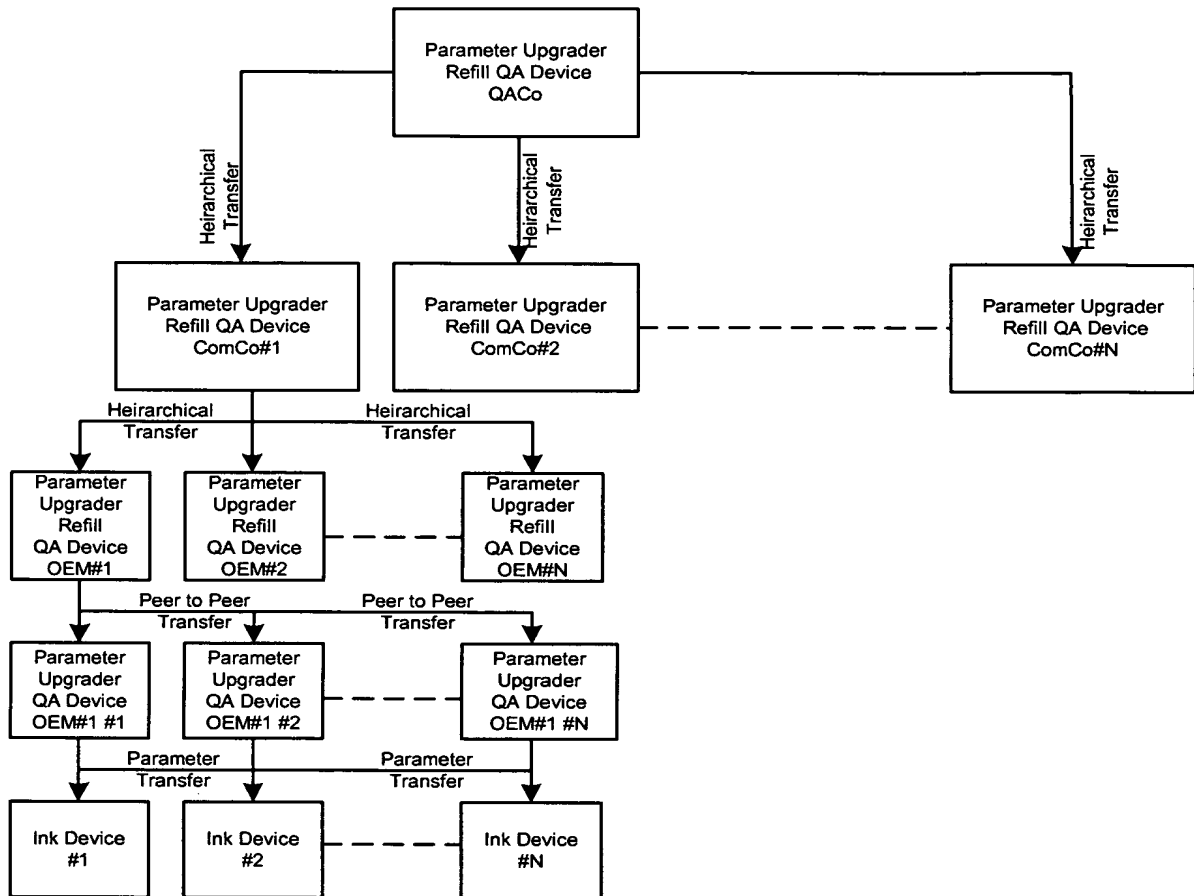 Parameter Upgrader
Refill QA Device
QACo
Heirarchical
Transfer
Heirarchical
Transfer
Heirarchical
Transfer
Parameter Upgrader
Refill QA Device
ComCo#1
Parameter Upgrader
Refill QA Device
ComCo#2
Parameter Upgrader
Refill QA Device
ComCo#N
Heirarchical
Transfer
Heirarchical
Transfer
Parameter
Upgrader
Refill
QA Device
OEM#1
Parameter
Upgrader
Refill
QA Device
OEM#2
Parameter
Upgrader
Refill
QA Device
OEM#N
Peer to Peer
Transfer
Peer to Peer
Transfer
Parameter
Upgrader
QA Device
OEM#1 #1
Parameter
Upgrader
QA Device
OEM#1 #2
Parameter
Upgrader
QA Device
OEM#1 #N
Parameter
Transfer
Parameter
Transfer
Ink Device
#1
Ink Device
#2
Ink Device
#N